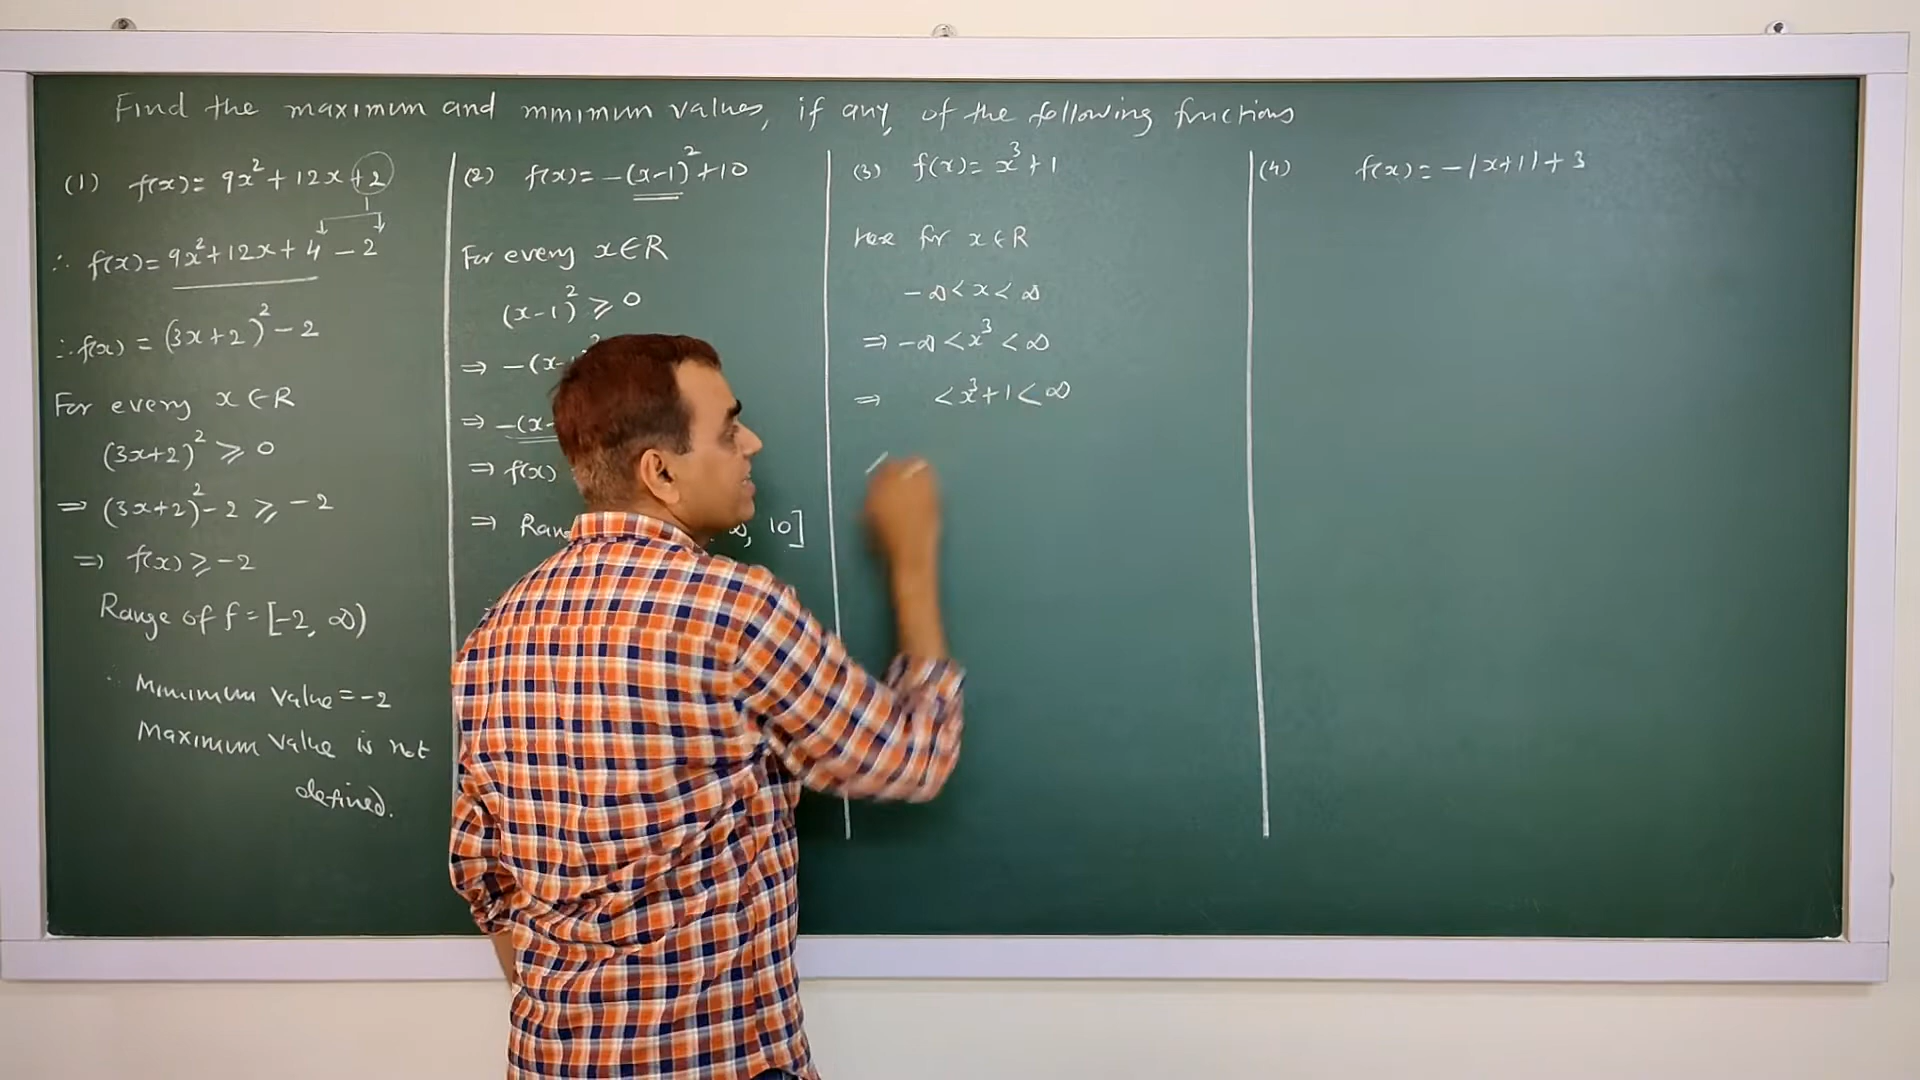 Find the maximum and minimum values, if any, of the following functions
(1) f(x) = 9x² + 12x + 2
∴ f(x) = 9x² + 12x + 4 - 2
∴ f(x) = (3x+2)² - 2
For every x ∈ R
(3x+2)² ⩾ 0
⇒ (3x+2)² - 2 ⩾ -2
⇒ f(x) ⩾ -2
Range of f = [-2, ∞)
∴ Minimum value = -2
Maximum value is not
defined.
(2) f(x) = -(x-1)² + 10
For every x ∈ R
(x-1)² ⩾ 0
⇒ -(x-
⇒ -(x-
⇒ f(x)
⇒ ∞, 10]
(3) f(x) = x³ + 1
Here for x ∈ R
-∞ < x < ∞
⇒ -∞ < x³ < ∞
⇒ < x³ + 1 < ∞
(4) f(x) = -|x+1| + 3